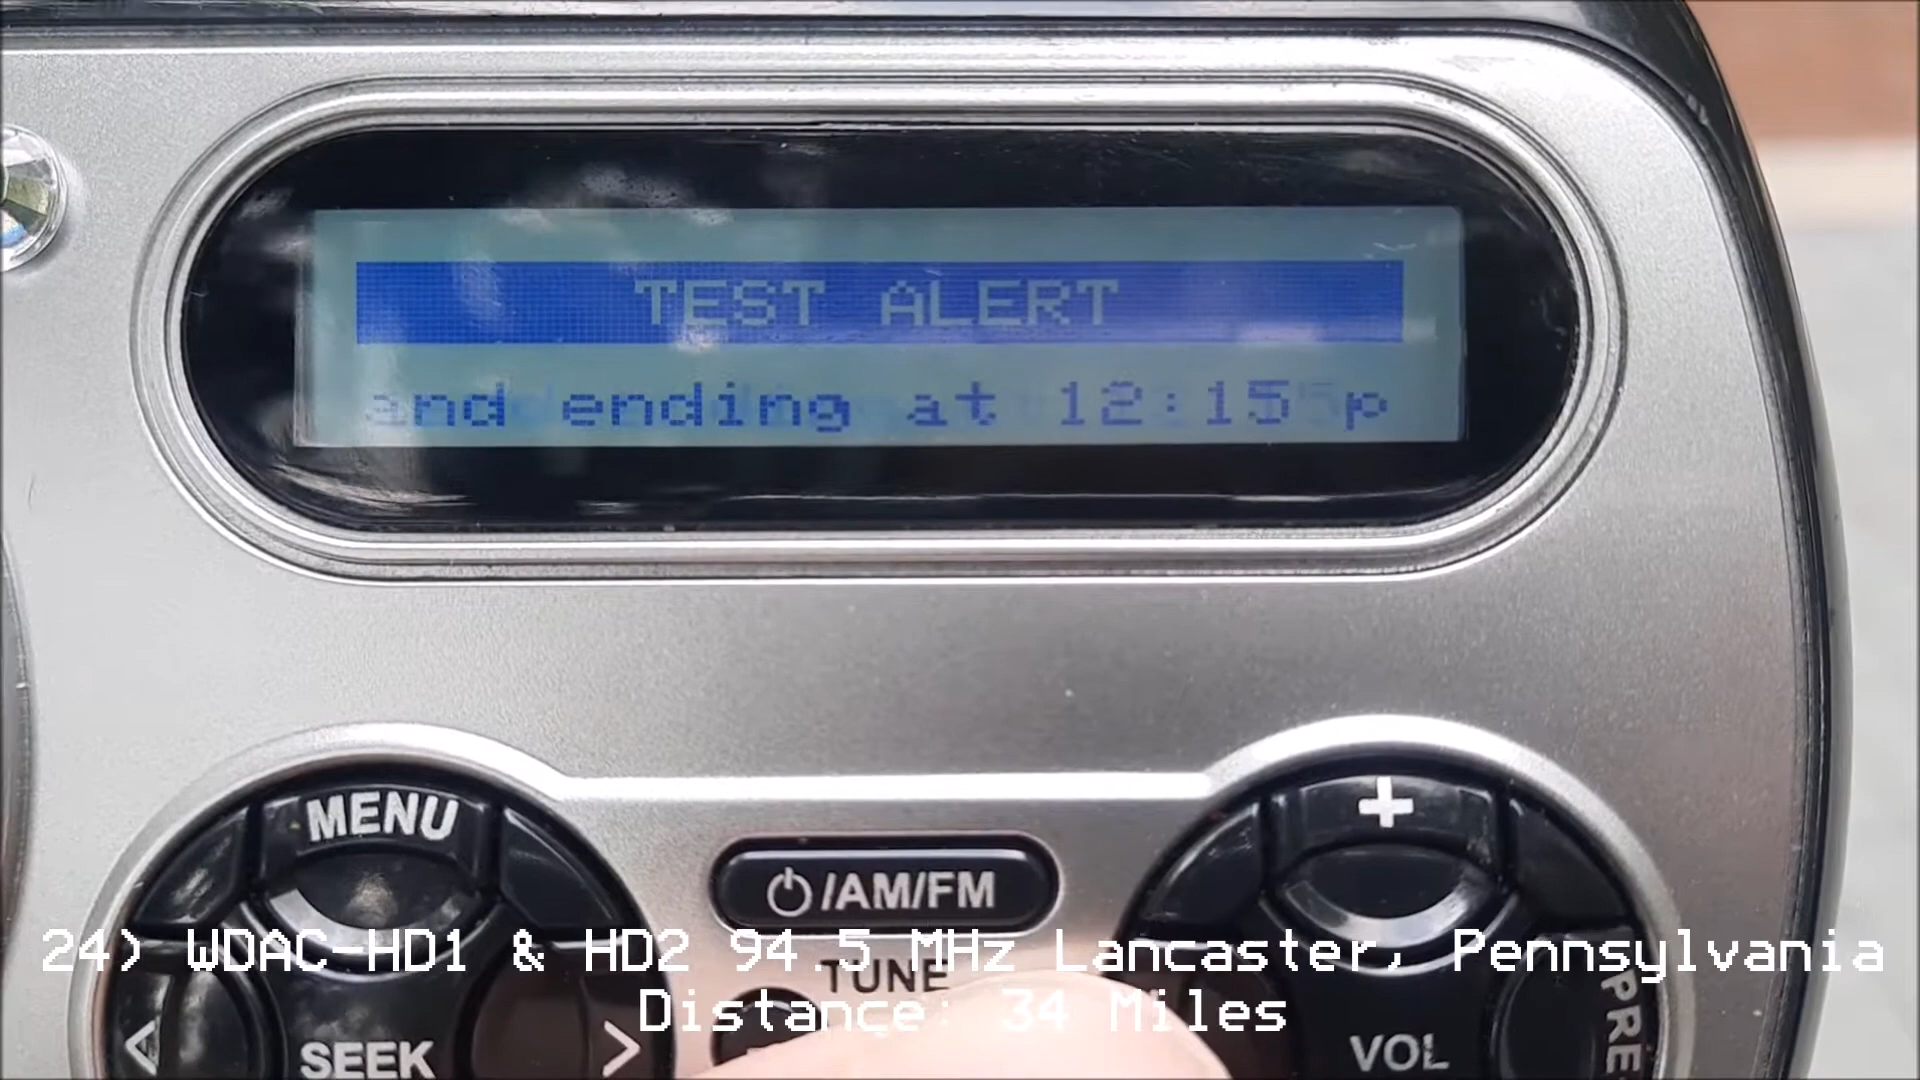 TEST ALERT
and ending at 12:15 p
MENU
+
⏻/AM/FM
24) WDAC-HD1 & HD2 94.5 MHz Lancaster, Pennsylvania
TUNE
Distance: 34 Miles
< SEEK >
VOL
PRE